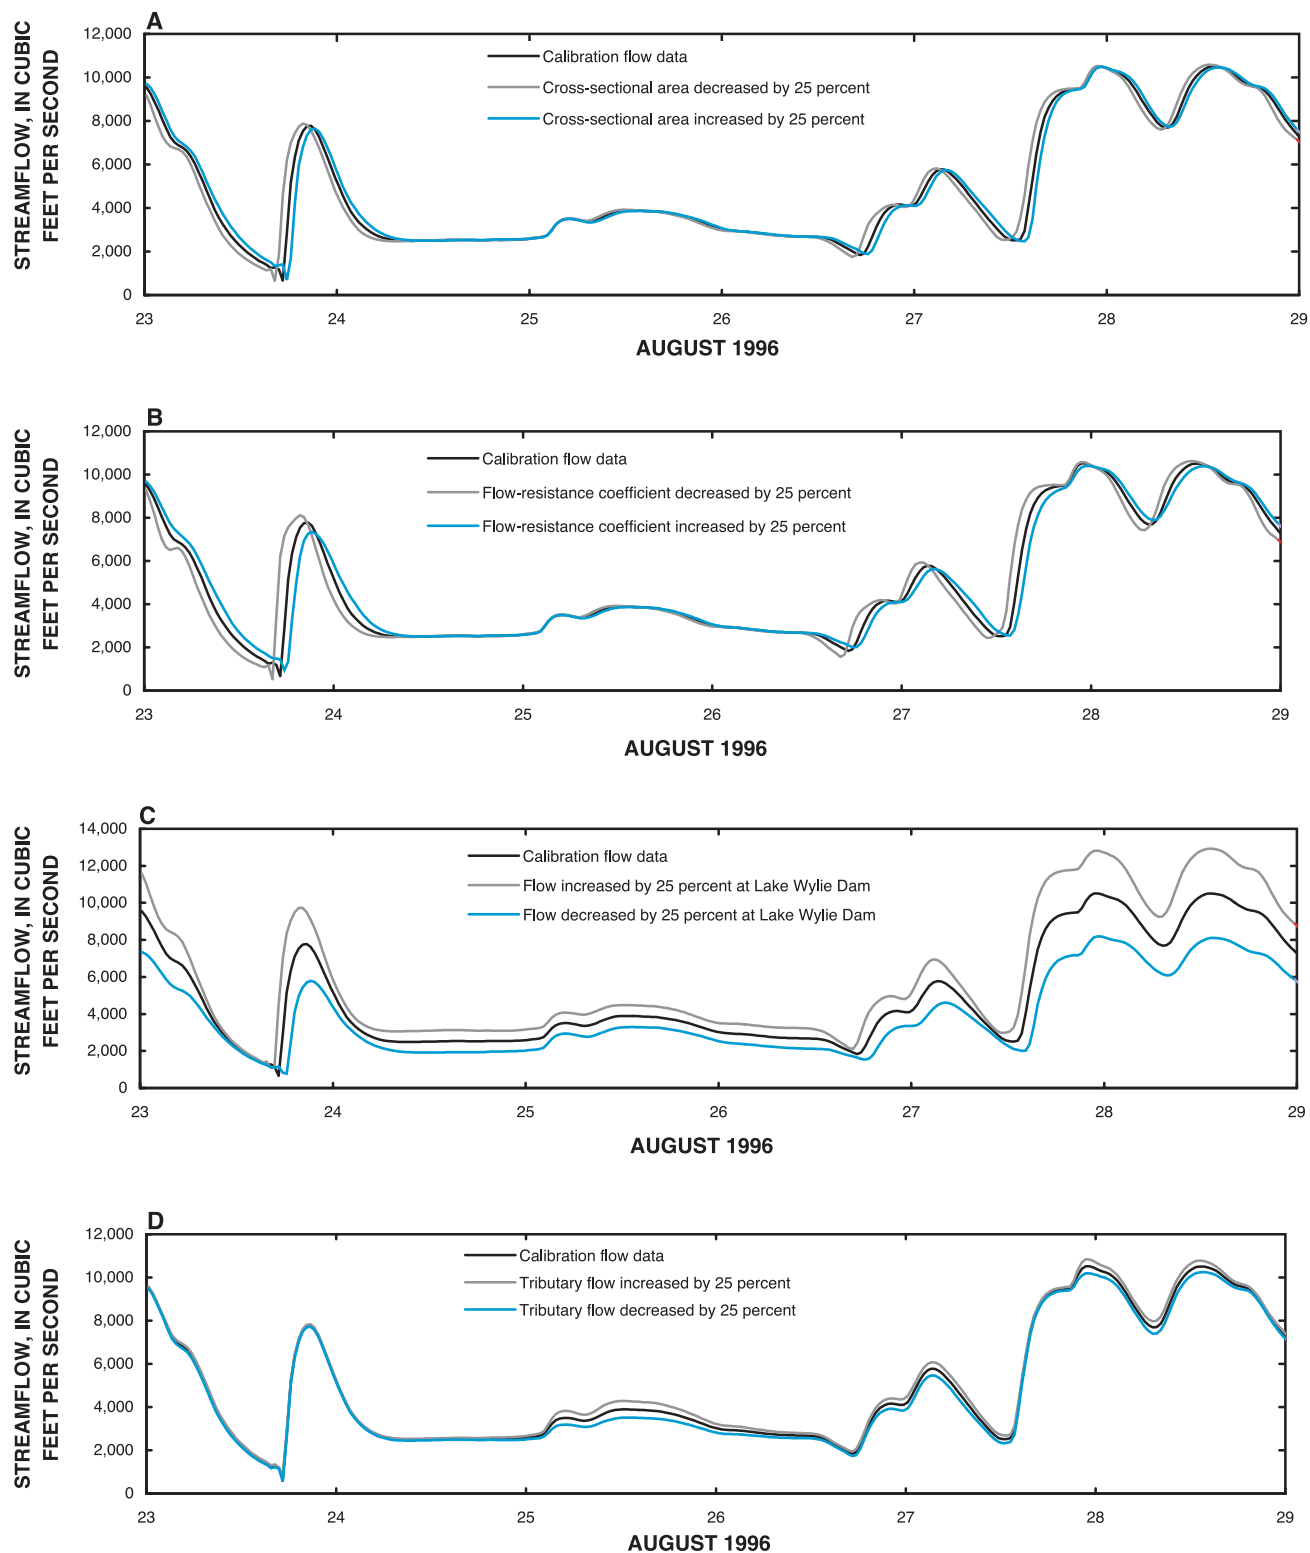 A
STREAMFLOW, IN CUBIC
FEET PER SECOND
12,000
10,000
8,000
6,000
4,000
2,000
0
Calibration flow data
Cross-sectional area decreased by 25 percent
Cross-sectional area increased by 25 percent
23 24 25 26 27 28 29
AUGUST 1996
B
STREAMFLOW, IN CUBIC
FEET PER SECOND
12,000
10,000
8,000
6,000
4,000
2,000
0
Calibration flow data
Flow-resistance coefficient decreased by 25 percent
Flow-resistance coefficient increased by 25 percent
23 24 25 26 27 28 29
AUGUST 1996
C
STREAMFLOW, IN CUBIC
FEET PER SECOND
14,000
12,000
10,000
8,000
6,000
4,000
2,000
0
Calibration flow data
Flow increased by 25 percent at Lake Wylie Dam
Flow decreased by 25 percent at Lake Wylie Dam
23 24 25 26 27 28 29
AUGUST 1996
D
STREAMFLOW, IN CUBIC
FEET PER SECOND
12,000
10,000
8,000
6,000
4,000
2,000
0
Calibration flow data
Tributary flow increased by 25 percent
Tributary flow decreased by 25 percent
23 24 25 26 27 28 29
AUGUST 1996